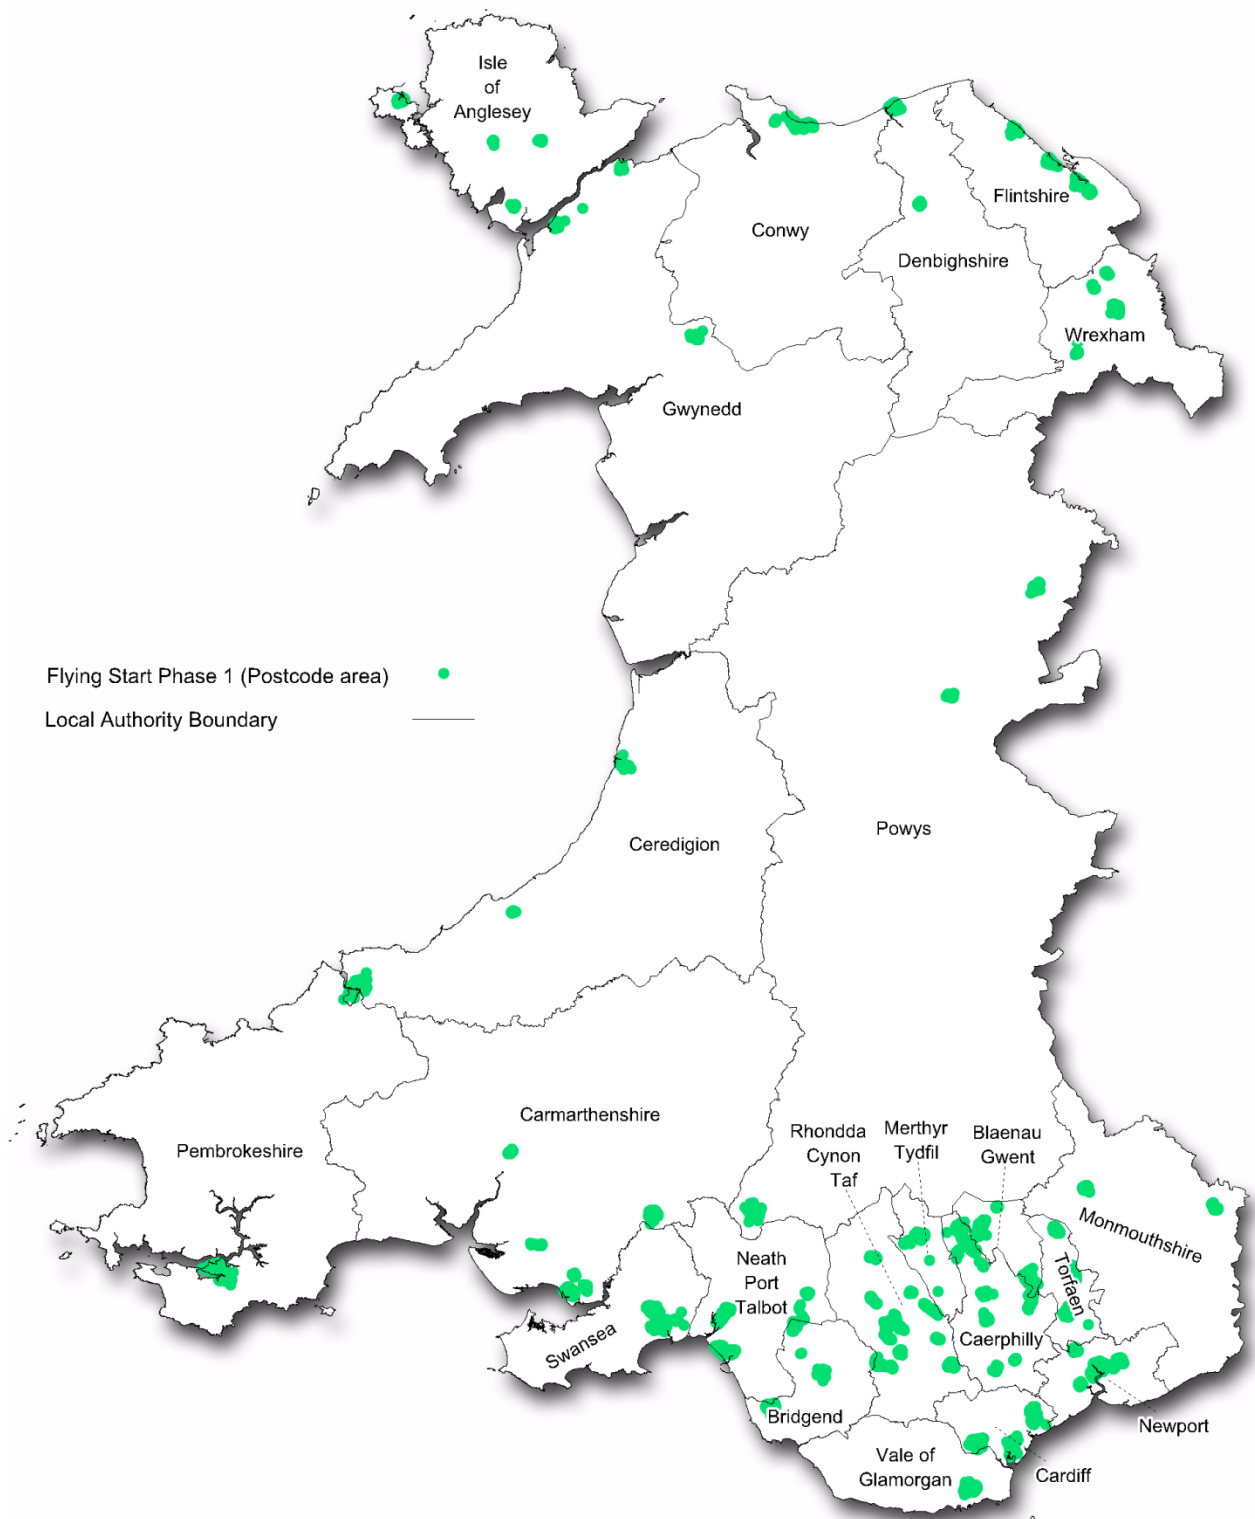 Isle
of
Anglesey
Flintshire
Conwy
Denbighshire
Wrexham
Gwynedd
Flying Start Phase 1 (Postcode area)
Local Authority Boundary
Powys
Ceredigion
Carmarthenshire
Pembrokeshire
Rhondda
Cynon
Taf
Merthyr
Tydfil
Blaenau
Gwent
Monmouthshire
Neath
Port
Talbot
Torfaen
Swansea
Caerphilly
Bridgend
Newport
Vale of
Glamorgan
Cardiff